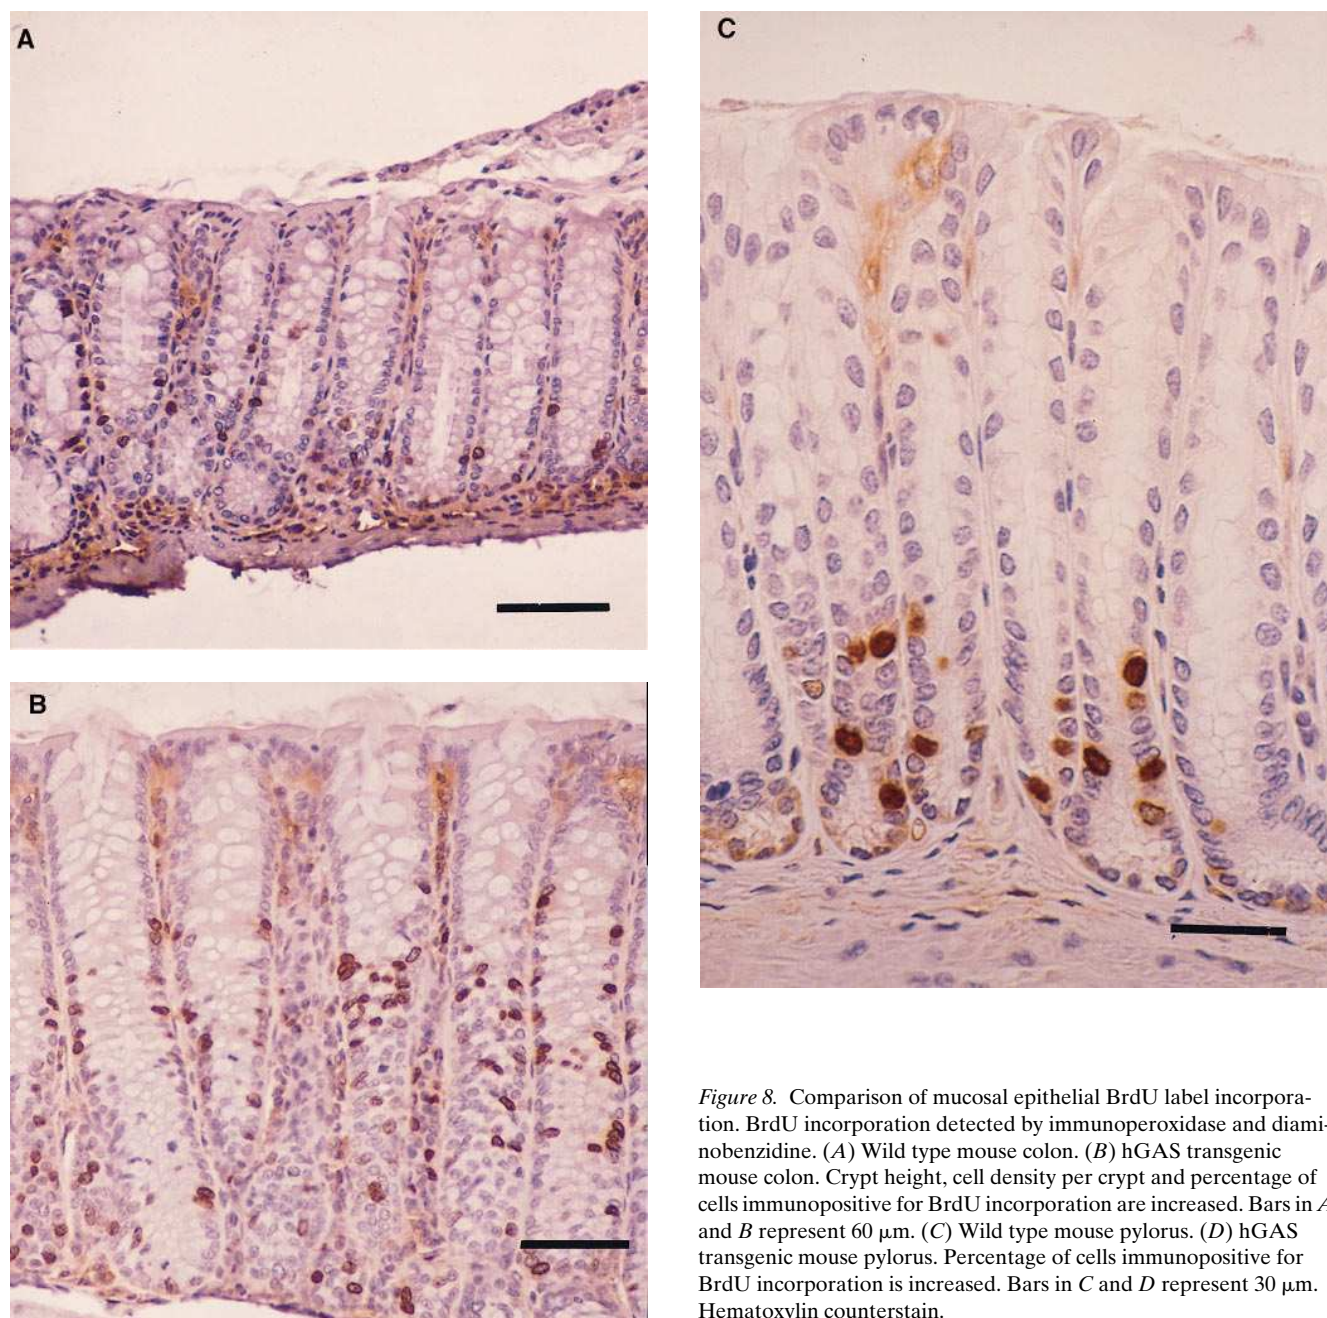 A
B
C
Figure 8. Comparison of mucosal epithelial BrdU label incorpora-
tion. BrdU incorporation detected by immunoperoxidase and diami-
nobenzidine. (A) Wild type mouse colon. (B) hGAS transgenic
mouse colon. Crypt height, cell density per crypt and percentage of
cells immunopositive for BrdU incorporation are increased. Bars in A
and B represent 60 μm. (C) Wild type mouse pylorus. (D) hGAS
transgenic mouse pylorus. Percentage of cells immunopositive for
BrdU incorporation is increased. Bars in C and D represent 30 μm.
Hematoxylin counterstain.